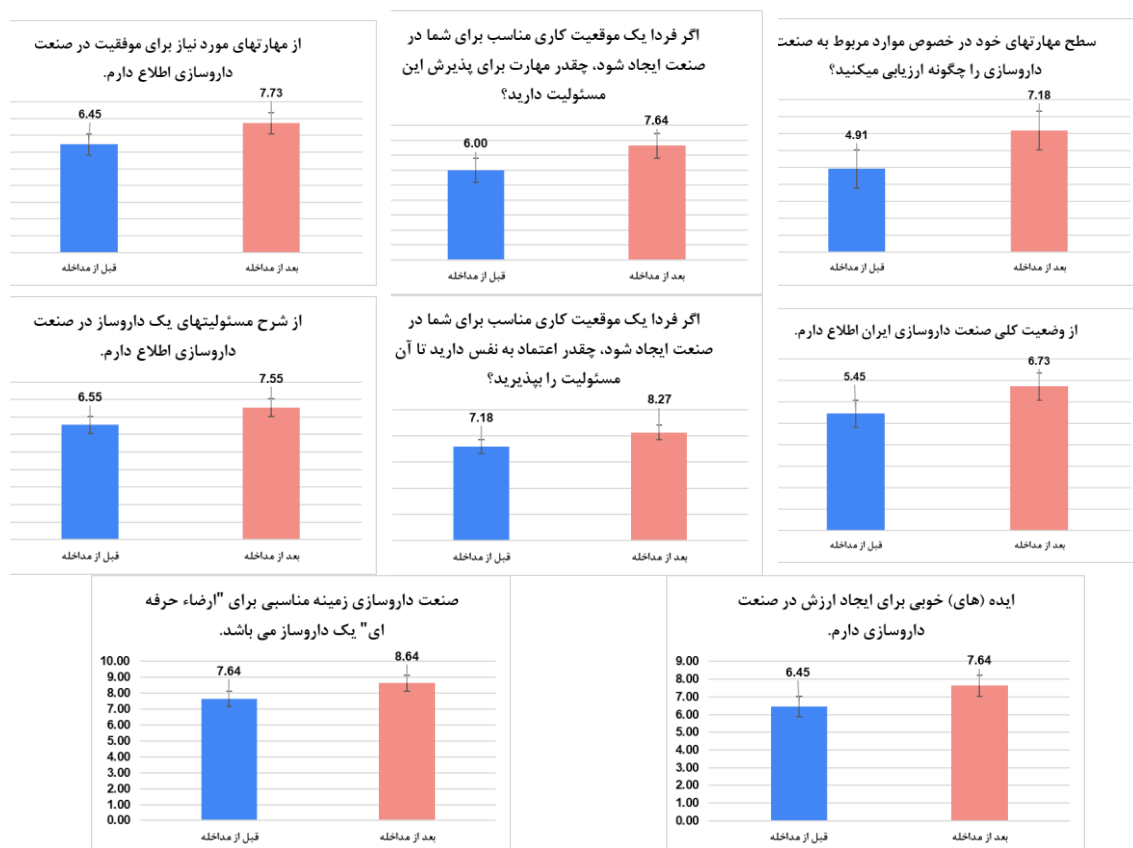 از مهارتهای مورد نیاز برای موفقیت در صنعت
داروسازی اطلاع دارم.
6.45
7.73
قبل از مداخله
بعد از مداخله
اگر فردا یک موقعیت کاری مناسب برای شما در
صنعت ایجاد شود، چقدر مهارت برای پذیرش این
مسئولیت دارید؟
6.00
7.64
قبل از مداخله
بعد از مداخله
سطح مهارتهای خود در خصوص موارد مربوط به صنعت
داروسازی را چگونه ارزیابی میکنید؟
4.91
7.18
قبل از مداخله
بعد از مداخله
از شرح مسئولیتهای یک داروساز در صنعت
داروسازی اطلاع دارم.
6.55
7.55
قبل از مداخله
بعد از مداخله
اگر فردا یک موقعیت کاری مناسب برای شما در
صنعت ایجاد شود، چقدر اعتماد به نفس دارید تا آن
مسئولیت را بپذیرید؟
7.18
8.27
قبل از مداخله
بعد از مداخله
از وضعیت کلی صنعت داروسازی ایران اطلاع دارم.
5.45
6.73
قبل از مداخله
بعد از مداخله
صنعت داروسازی زمینه مناسبی برای "ارضاء حرفه
ای" یک داروساز می باشد.
10.00
9.00
8.00
7.00
6.00
5.00
4.00
3.00
2.00
1.00
0.00
7.64
8.64
قبل از مداخله
بعد از مداخله
ایده (های) خوبی برای ایجاد ارزش در صنعت
داروسازی دارم.
9.00
8.00
7.00
6.00
5.00
4.00
3.00
2.00
1.00
0.00
6.45
7.64
قبل از مداخله
بعد از مداخله